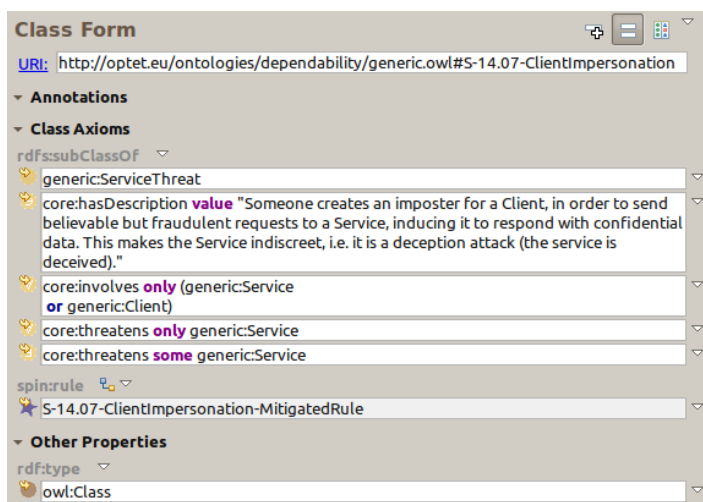 Class Form
URI: http://optet.eu/ontologies/dependability/generic.owl#S-14.07-ClientImpersonation
Annotations
Class Axioms
rdfs:subClassOf
generic:ServiceThreat
core:hasDescription value "Someone creates an imposter for a Client, in order to send
believable but fraudulent requests to a Service, inducing it to respond with confidential
data. This makes the Service indiscreet, i.e. it is a deception attack (the service is
deceived)."
core:involves only (generic:Service
or generic:Client)
core:threatens only generic:Service
core:threatens some generic:Service
spin:rule
S-14.07-ClientImpersonation-MitigatedRule
Other Properties
rdf:type
owl:Class